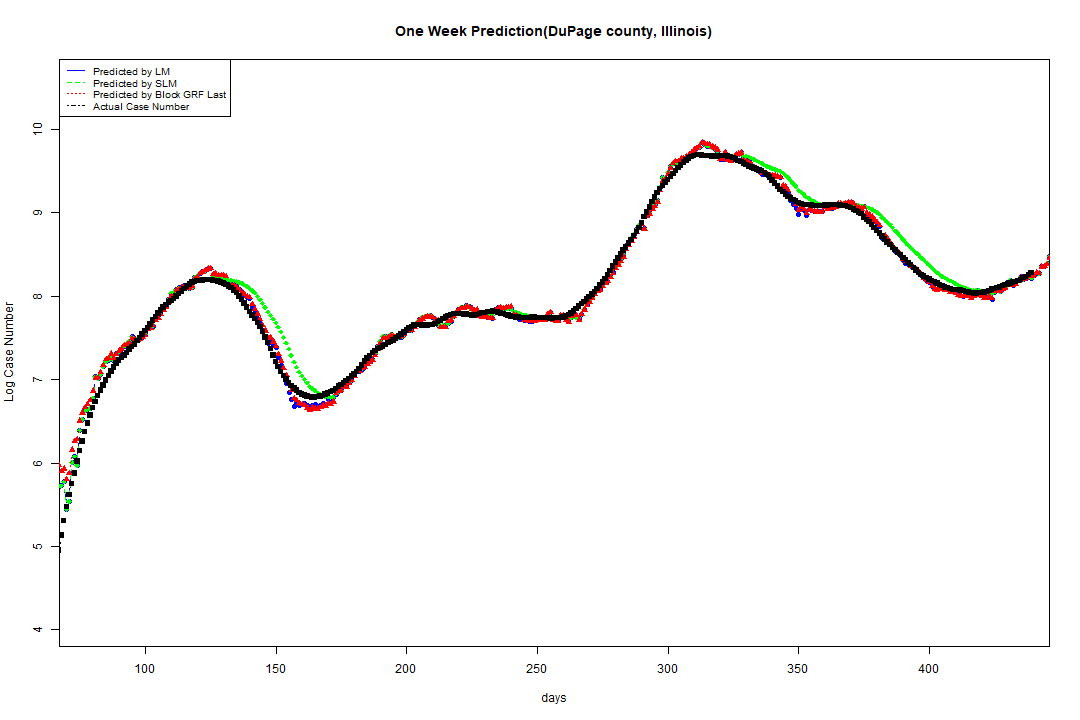 One Week Prediction(DuPage county, Illinois)
Predicted by LM
Predicted by SLM
Predicted by Block GRF Last
Actual Case Number
10
9
8
7
6
5
4
Log Case Number
100 150 200 250 300 350 400
days